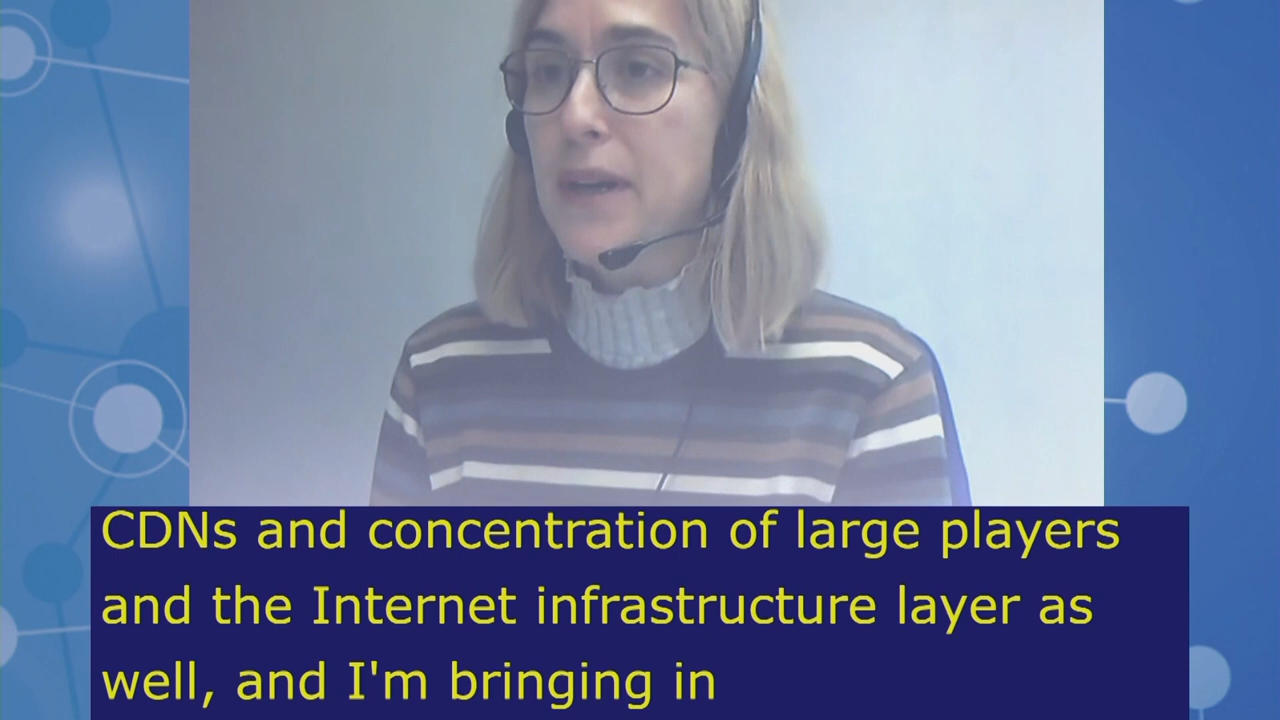 CDNs and concentration of large players
and the Internet infrastructure layer as
well, and I'm bringing in